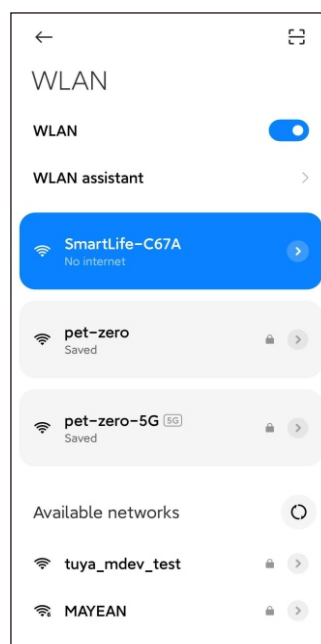 WLAN
WLAN
WLAN assistant
SmartLife-C67A
No internet
pet-zero
Saved
pet-zero-5G 5G
Saved
Available networks
tuya_mdev_test
MAYEAN